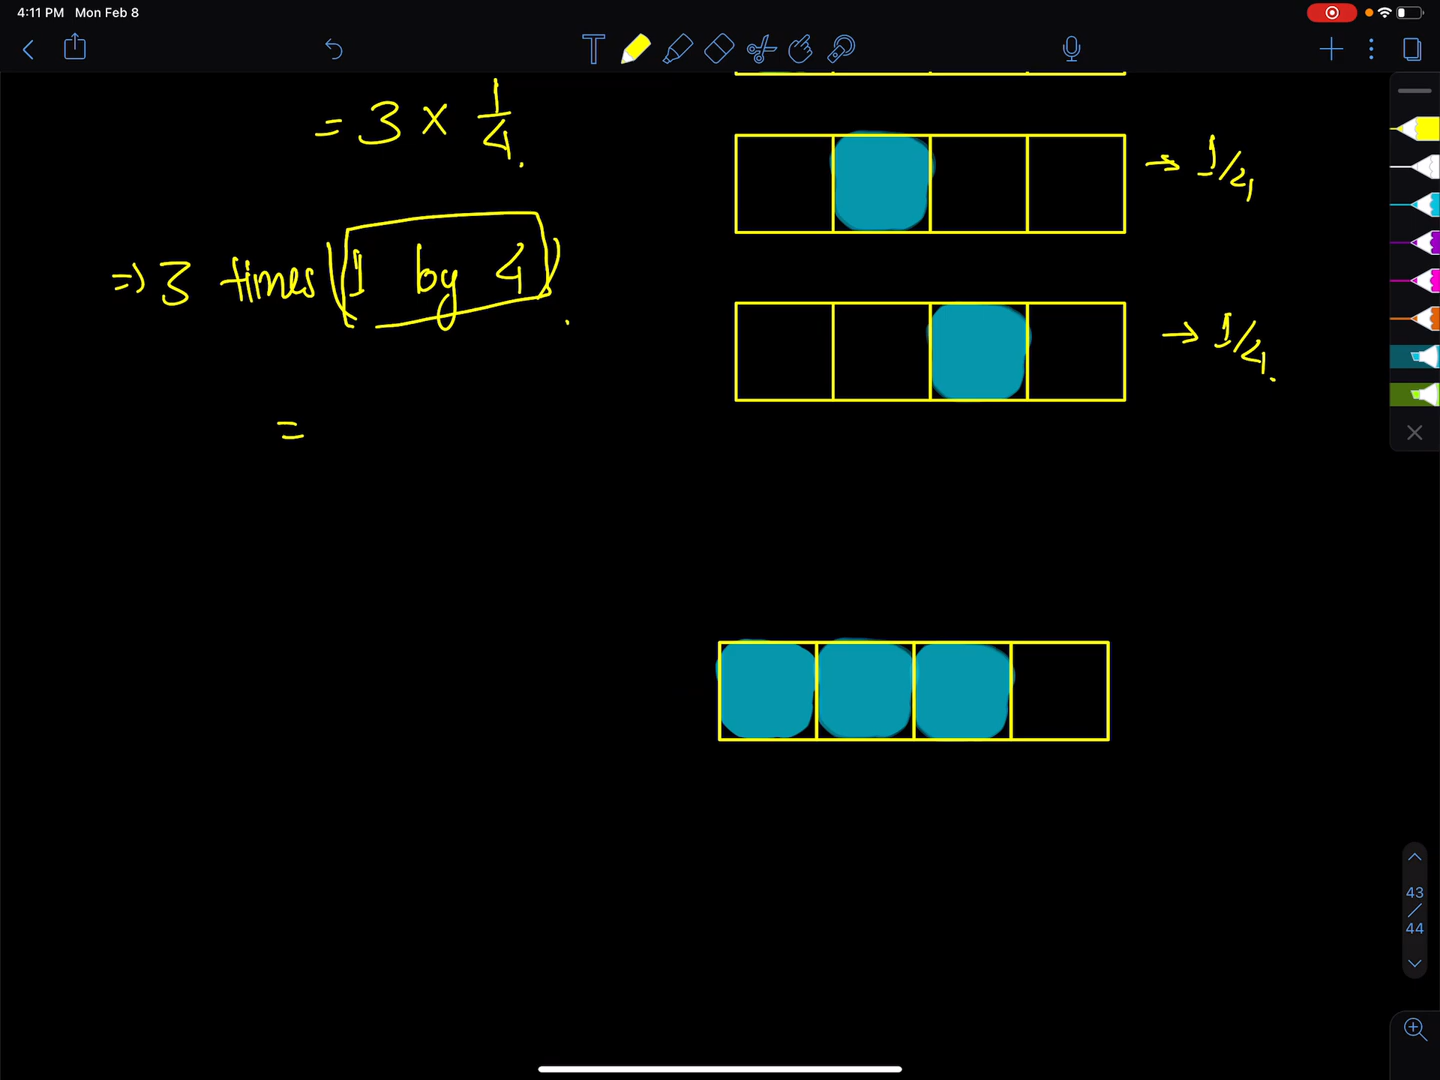 4:11 PM Mon Feb 8
= 3 × 1/4.
→ 1/4
⇒ 3 times (1 by 4).
→ 1/4.
=
43
/
44